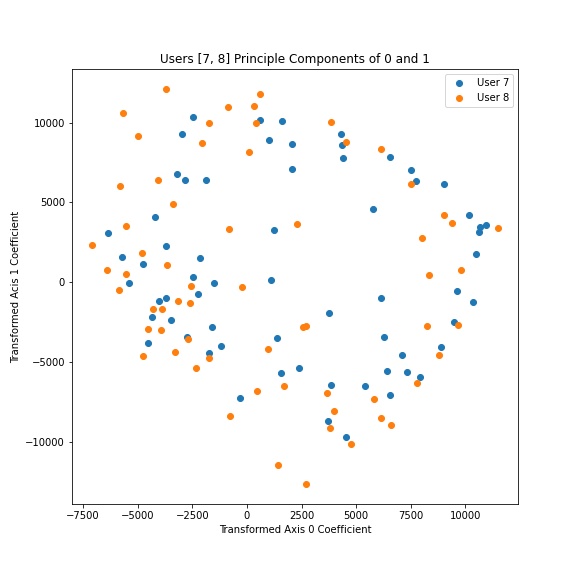 Users [7, 8] Principle Components of 0 and 1
User 7
User 8
10000
5000
0
−5000
−10000
Transformed Acis 1 Coefficient
−7500 −5000 −2500 0 2500 5000 7500 10000
Transformed Axis 0 Coefficient